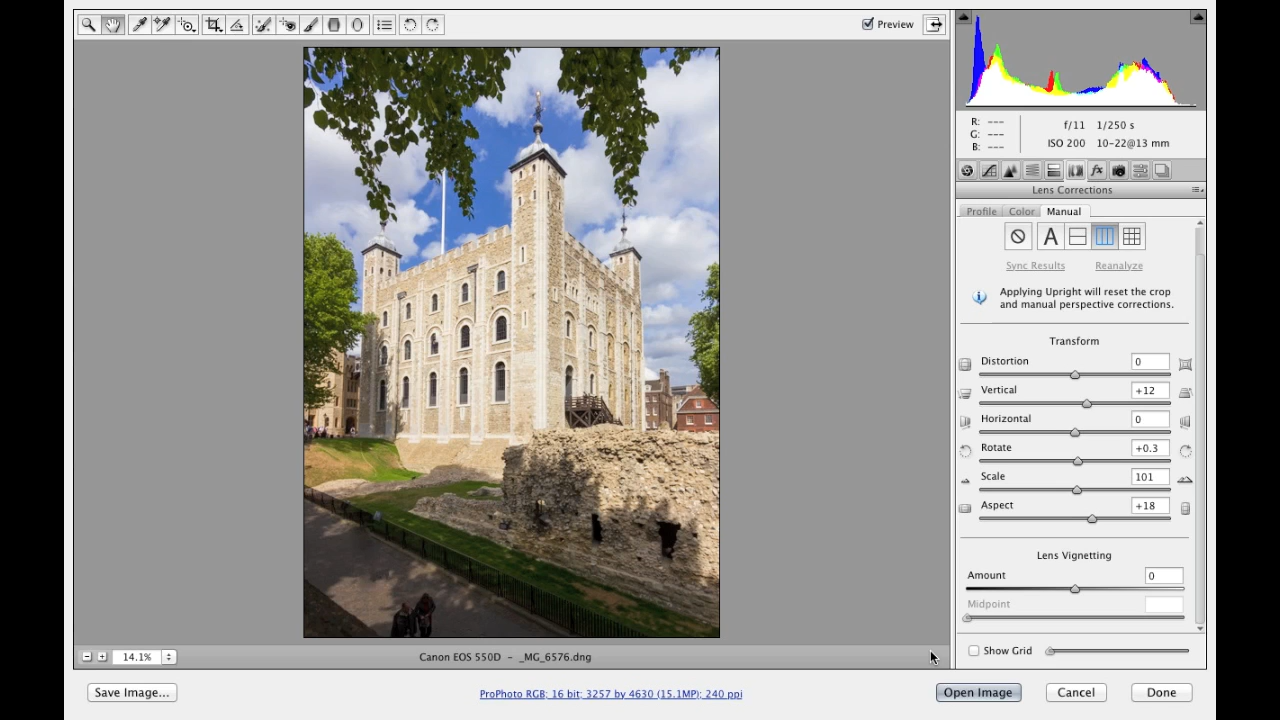 Preview
R: ---
G: ---
B: ---
f/11 1/250 s
ISO 200 10-22@13 mm
fx
Lens Corrections
Profile Color Manual
A
Sync Results Reanalyze
Applying Upright will reset the crop
and manual perspective corrections.
Transform
Distortion 0
Vertical +12
Horizontal 0
Rotate +0.3
Scale 101
Aspect +18
Lens Vignetting
Amount 0
Midpoint
Show Grid
14.1%
Canon EOS 550D - _MG_6576.dng
Save Image...
ProPhoto RGB; 16 bit; 3257 by 4630 (15.1MP); 240 ppi
Open Image
Cancel
Done